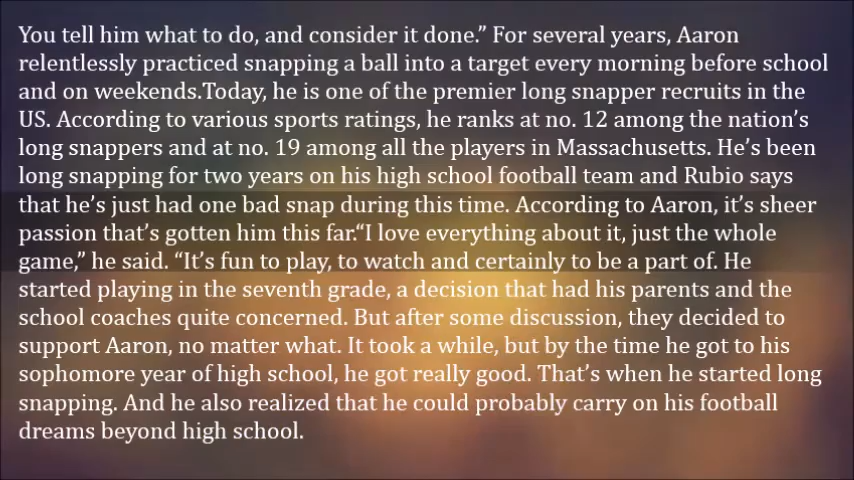 You tell him what to do, and consider it done.” For several years, Aaron
relentlessly practiced snapping a ball into a target every morning before school
and on weekends.Today, he is one of the premier long snapper recruits in the
US. According to various sports ratings, he ranks at no. 12 among the nation’s
long snappers and at no. 19 among all the players in Massachusetts. He’s been
long snapping for two years on his high school football team and Rubio says
that he’s just had one bad snap during this time. According to Aaron, it’s sheer
passion that’s gotten him this far.“I love everything about it, just the whole
game,” he said. “It’s fun to play, to watch and certainly to be a part of. He
started playing in the seventh grade, a decision that had his parents and the
school coaches quite concerned. But after some discussion, they decided to
support Aaron, no matter what. It took a while, but by the time he got to his
sophomore year of high school, he got really good. That’s when he started long
snapping. And he also realized that he could probably carry on his football
dreams beyond high school.